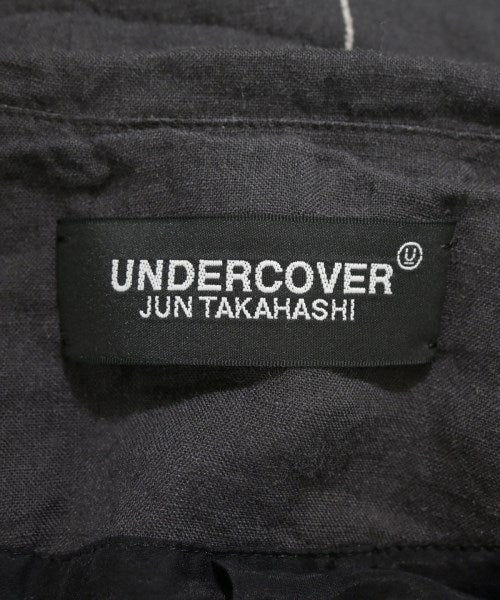 UNDERCOVER Ⓤ
JUN TAKAHASHI